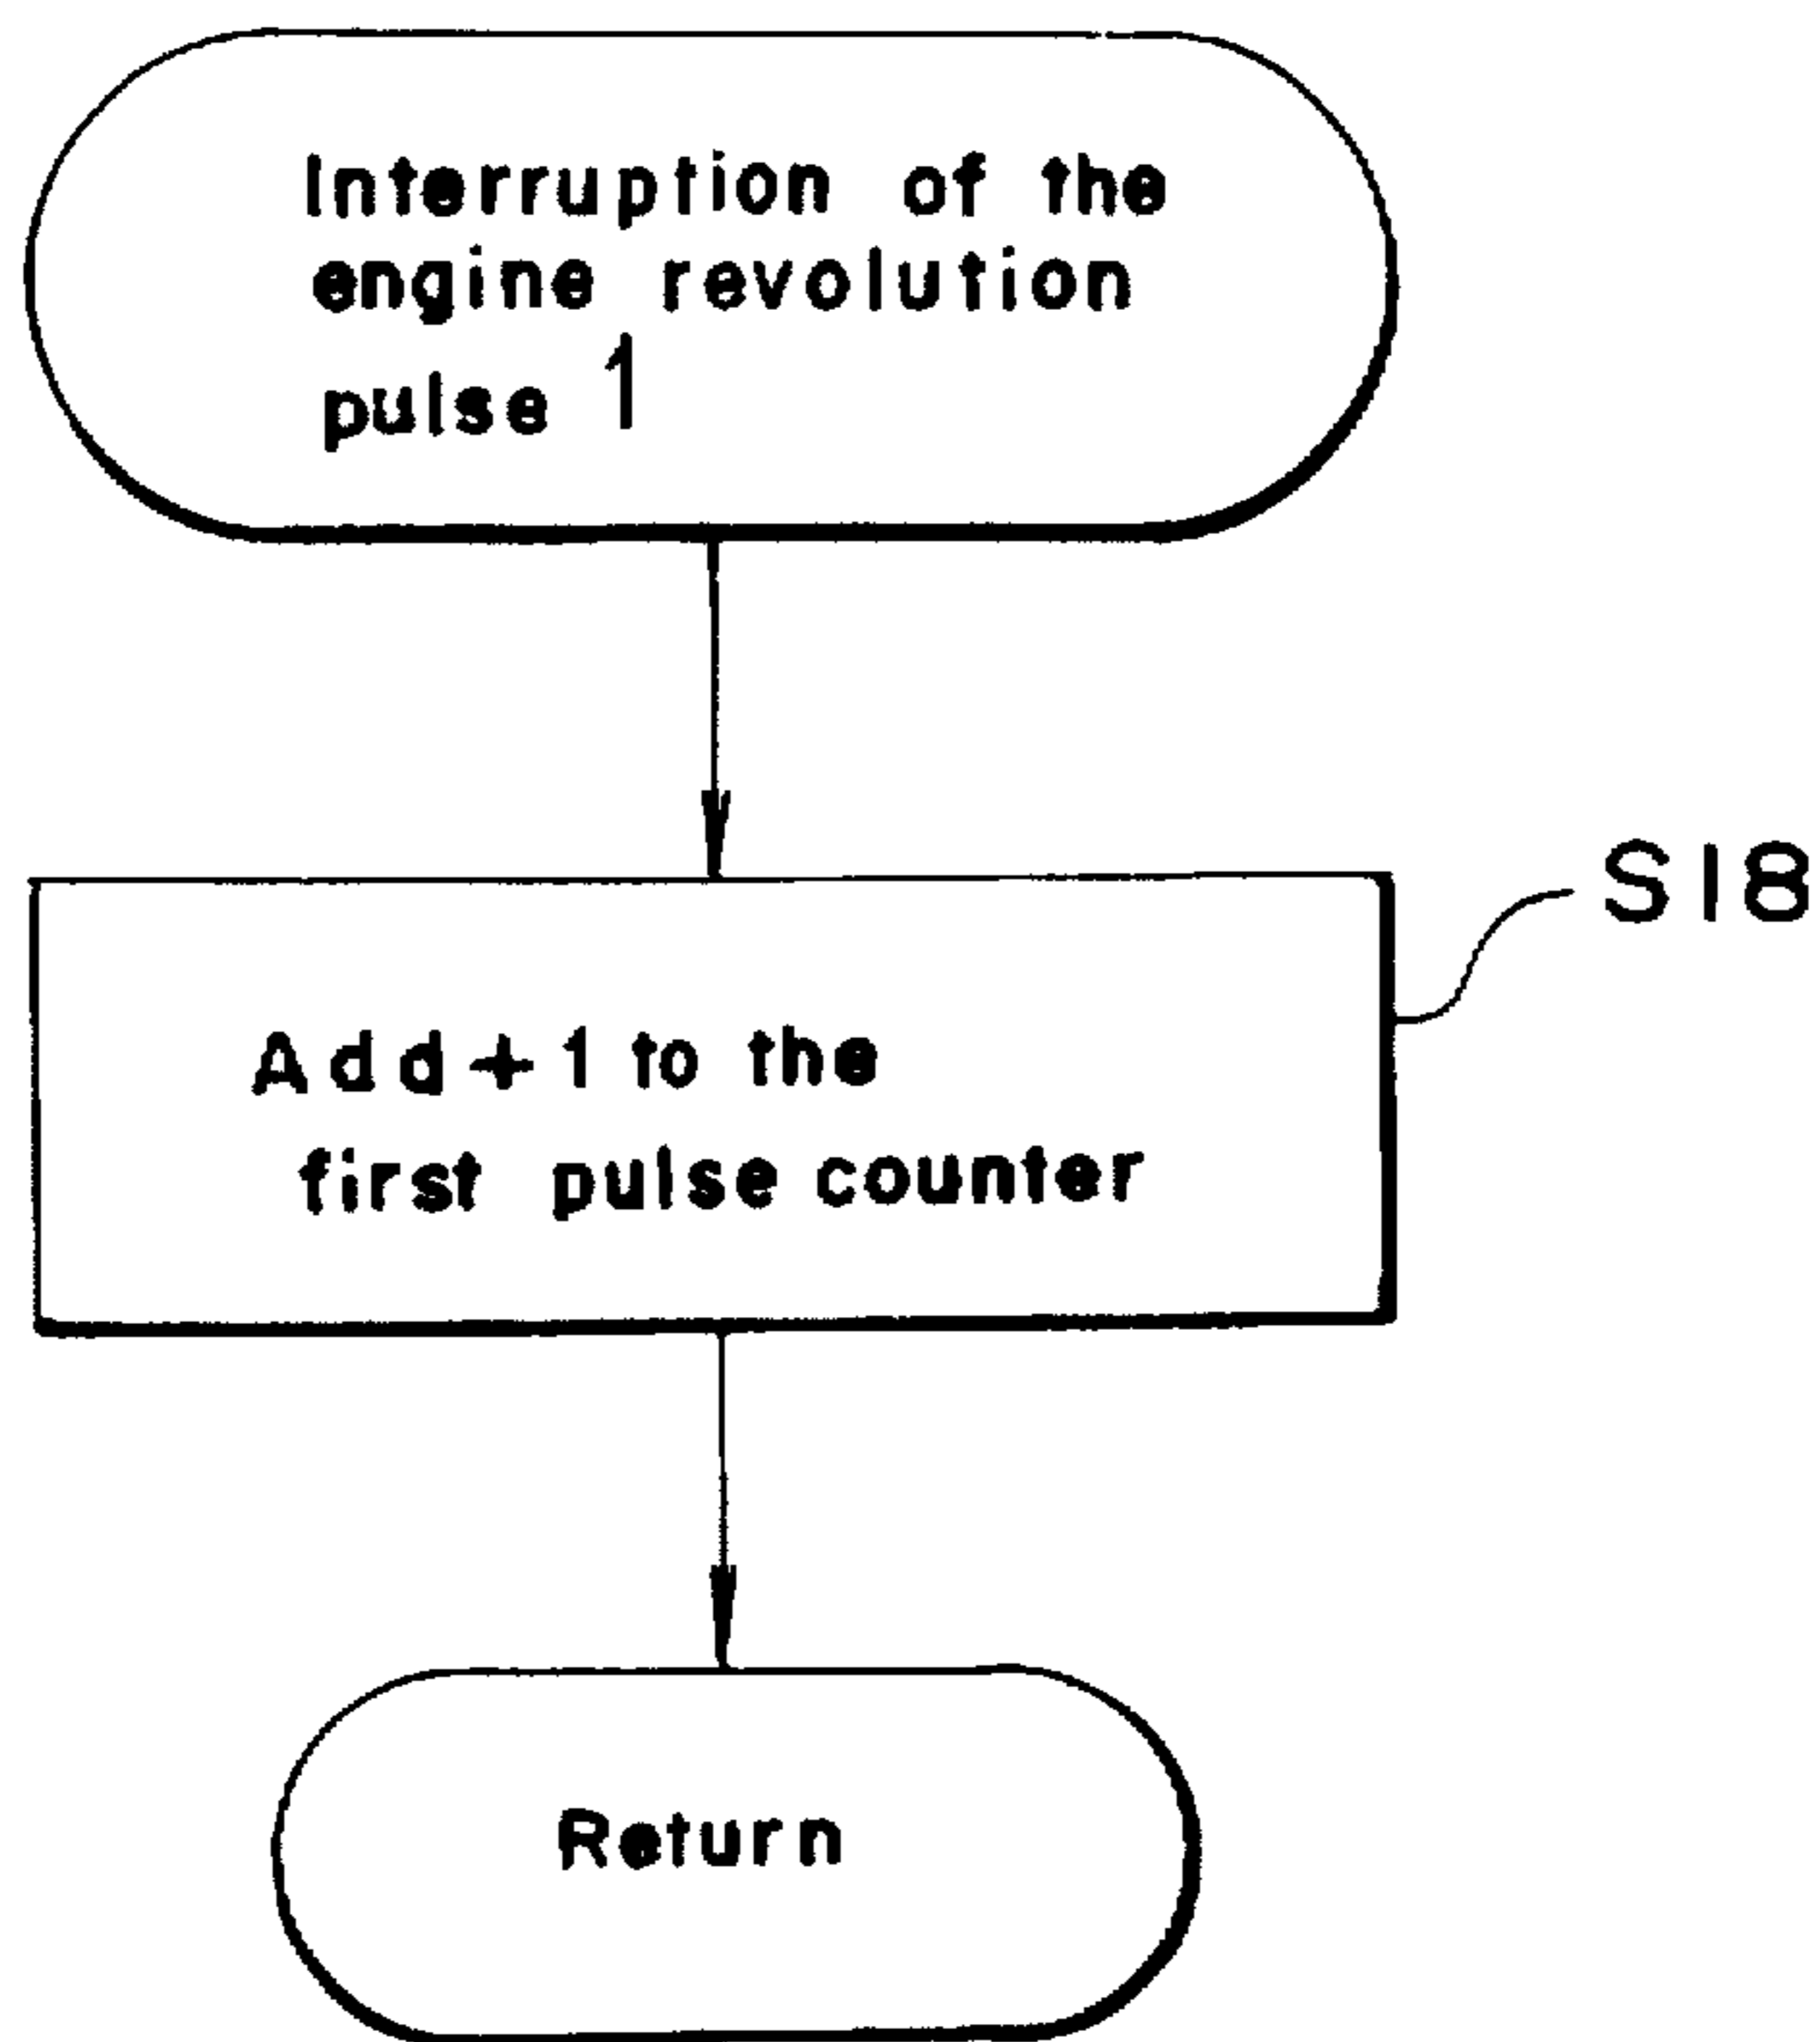 Interruption of the
engine revolution
pulse 1
S18
Add+1 to the
first pulse counter
Return